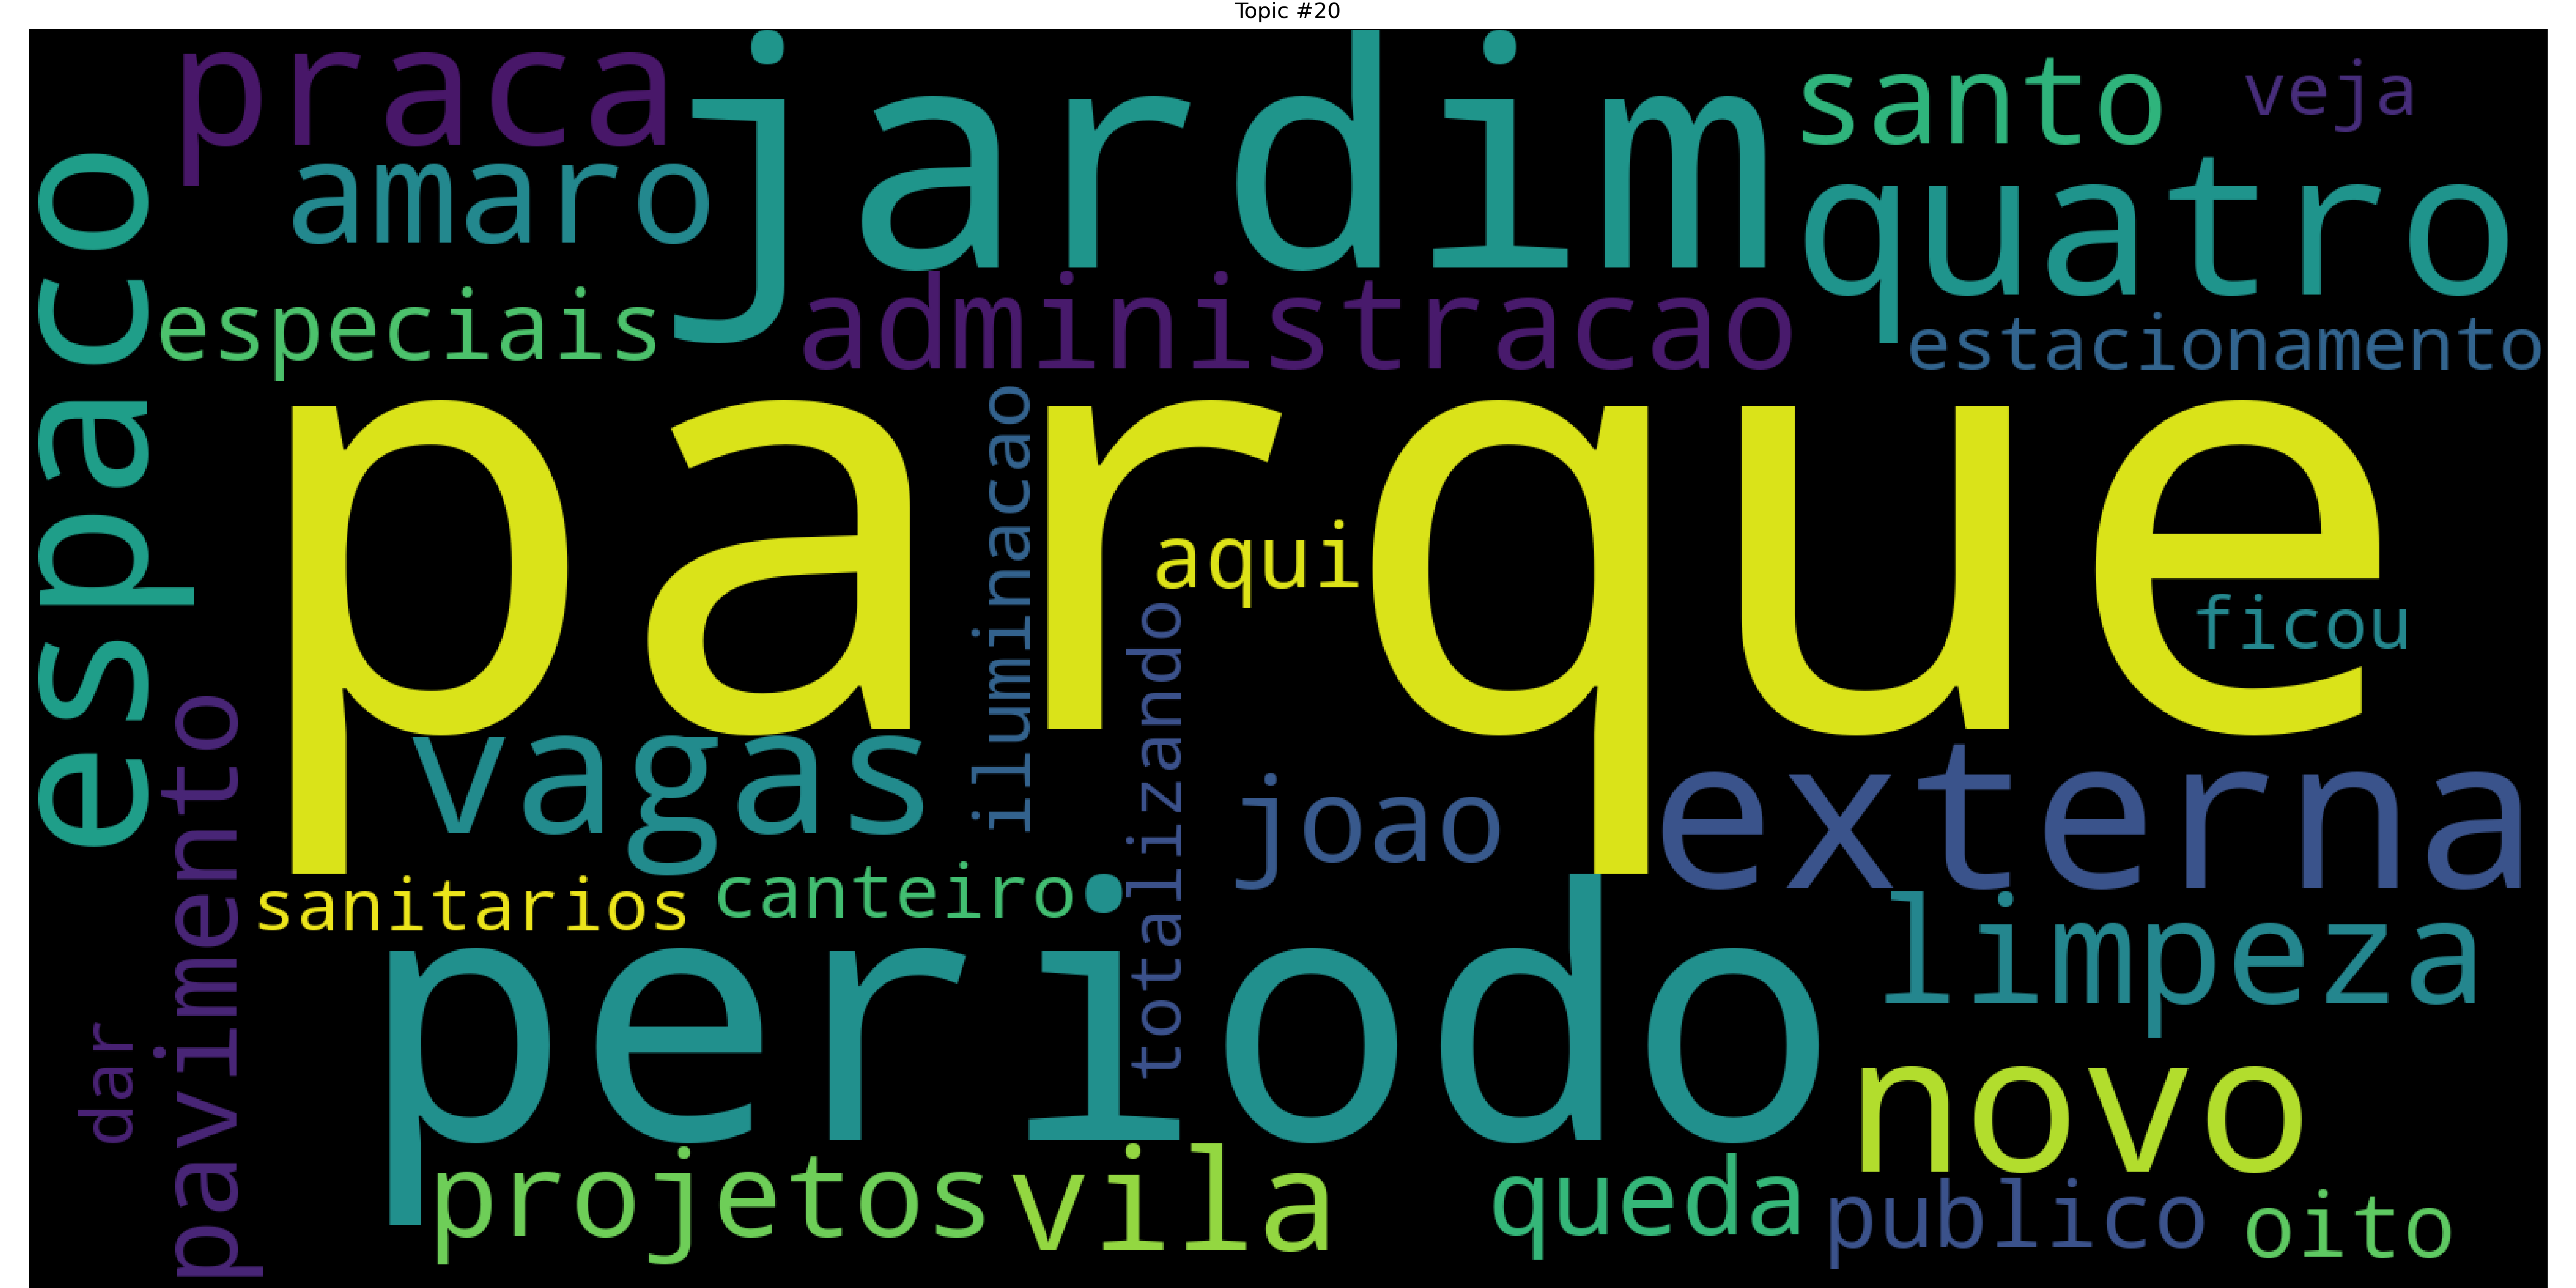 Topic #20
praca
jardim
santo
veja
amaro
quatro
espaco
especiais
administracao
estacionamento
parque
iluminacao
aqui
ficou
totalizando
pavimento
vagas
joao
externa
sanitarios
canteiro
periodo
limpeza
dar
novo
projetos
vila
queda
publico
oito